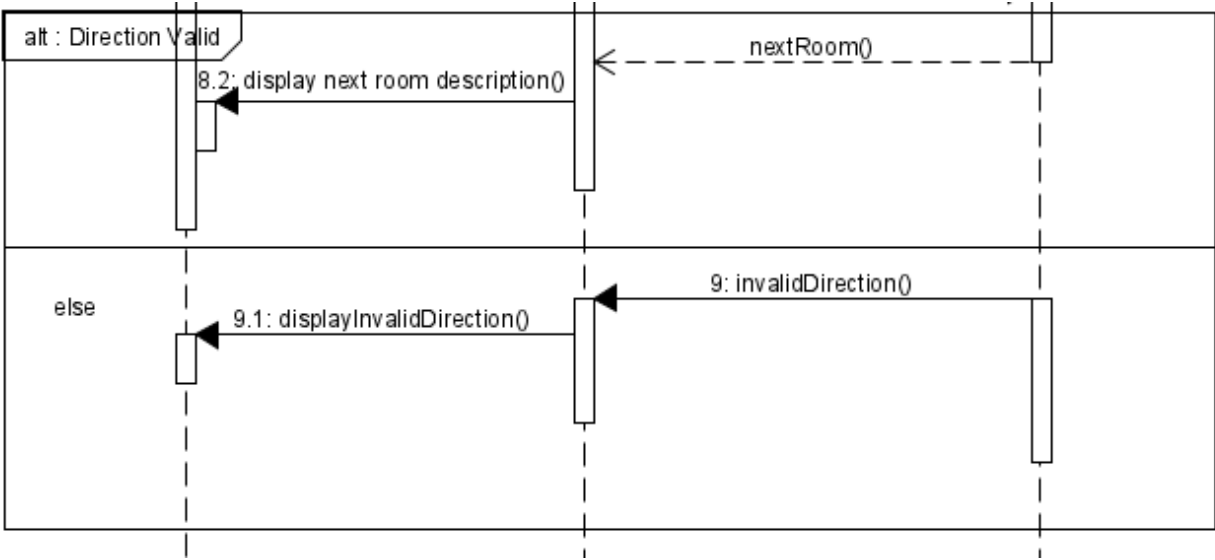 alt : Direction Valid
nextRoom()
8.2: display next room description()
9: invalidDirection()
else
9.1: displayInvalidDirection()